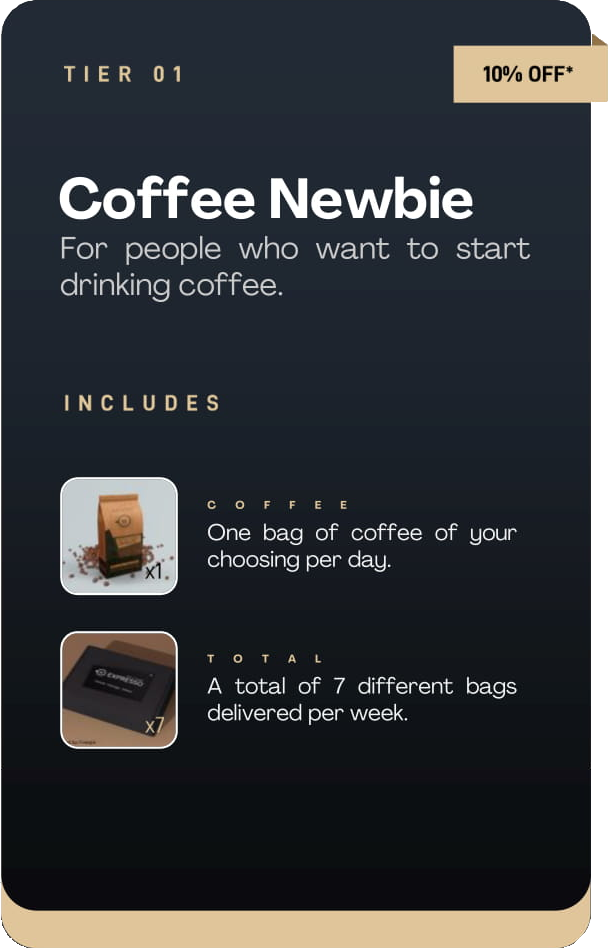 TIER 01
10% OFF*
Coffee Newbie
For people who want to start
drinking coffee.
INCLUDES
COFFEE
One bag of coffee of your
choosing per day.
x1
TOTAL
A total of 7 different bags
delivered per week.
EXPRESSO
x7